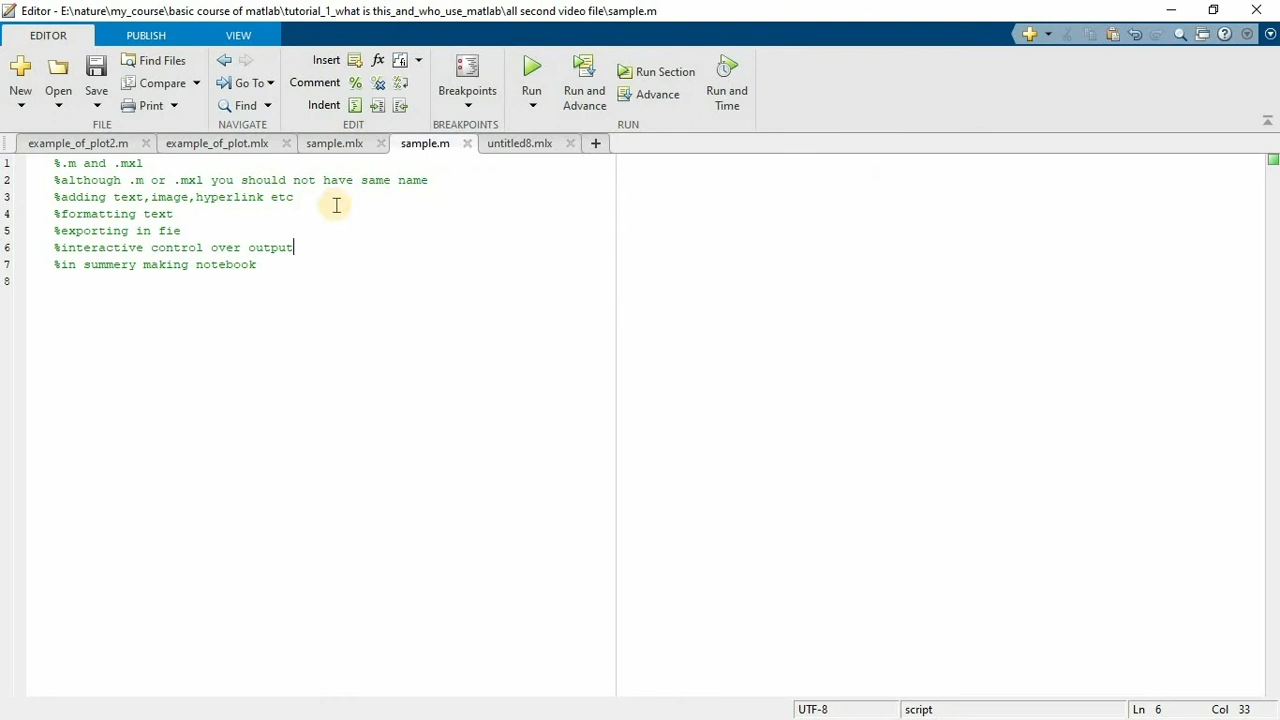 Editor - E:\nature\my_course\basic course of matlab\tutorial_1_what is this_and_who_use_matlab\all second video file\sample.m
EDITOR PUBLISH VIEW
New Open Save Find Files Compare Print
Go To Find
Insert fx
Comment
Indent
Breakpoints
Run Run and Advance Run Section Advance Run and Time
FILE NAVIGATE EDIT BREAKPOINTS RUN
example_of_plot2.m example_of_plot.mlx sample.mlx sample.m untitled8.mlx
1 %.m and .mxl
2 %although .m or .mxl you should not have same name
3 %adding text,image,hyperlink etc
4 %formatting text
5 %exporting in fie
6 %interactive control over output
7 %in summery making notebook
8
UTF-8 script Ln 6 Col 33